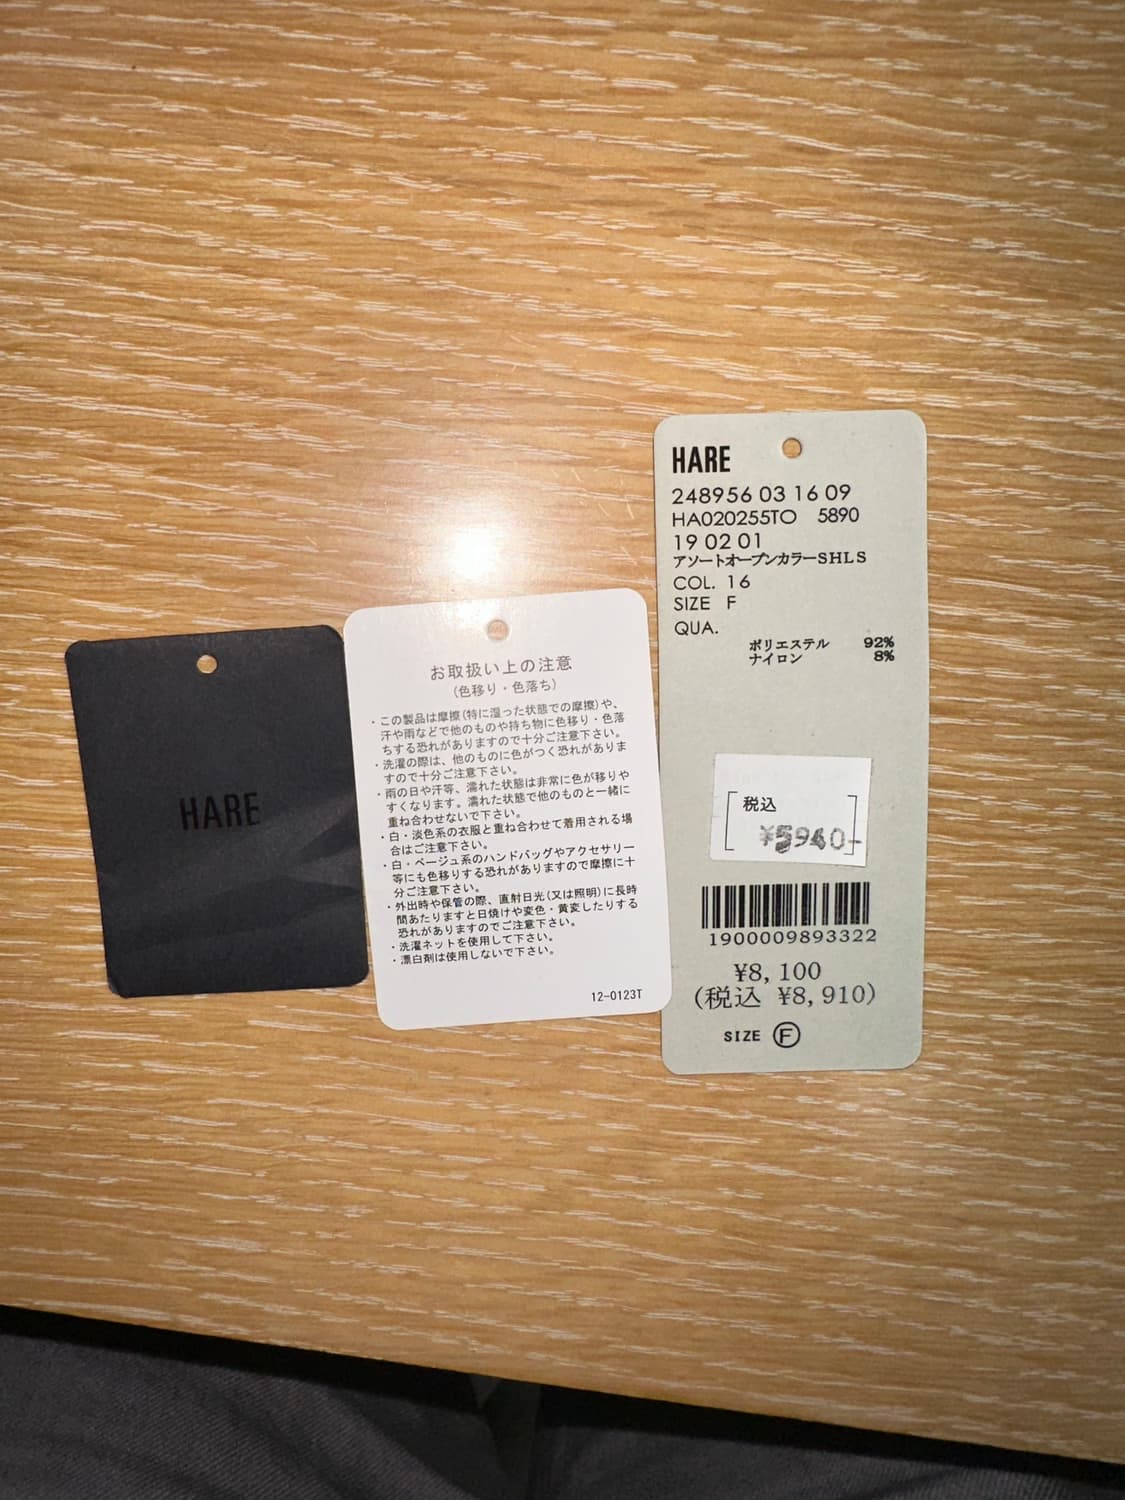 HARE
お取扱い上の注意
(色移り・色落ち)
・この製品は摩擦(特に湿った状態での摩擦)や、
汗や雨などで他のものや持ち物に色移り・色落
ちする恐れがありますので十分ご注意下さい。
・洗濯の際は、他のものに色がつく恐れがありま
すので十分ご注意下さい。
・雨の日や汗等、濡れた状態は非常に色が移りや
すくなります。濡れた状態で他のものと一緒に
重ね合わせないで下さい。
・白・淡色系の衣服と重ね合わせて着用される場
合はご注意下さい。
・白・ベージュ系のハンドバッグやアクセサリー
等にも色移りする恐れがありますので摩擦に十
分ご注意下さい。
・外出時や保管の際、直射日光(又は照明)に長時
間あたりますと日焼けや変色・黄変したりする
恐れがありますのでご注意下さい。
・洗濯ネットを使用して下さい。
・漂白剤は使用しないで下さい。
12-0123T
HARE
248956 03 16 09
HA020255TO 5890
19 02 01
アソートオープンカラーSHLS
COL. 16
SIZE F
QUA.
ポリエステル 92%
ナイロン 8%
税込
¥5940-
1900009893322
¥8,100
(税込 ¥8,910)
SIZE F